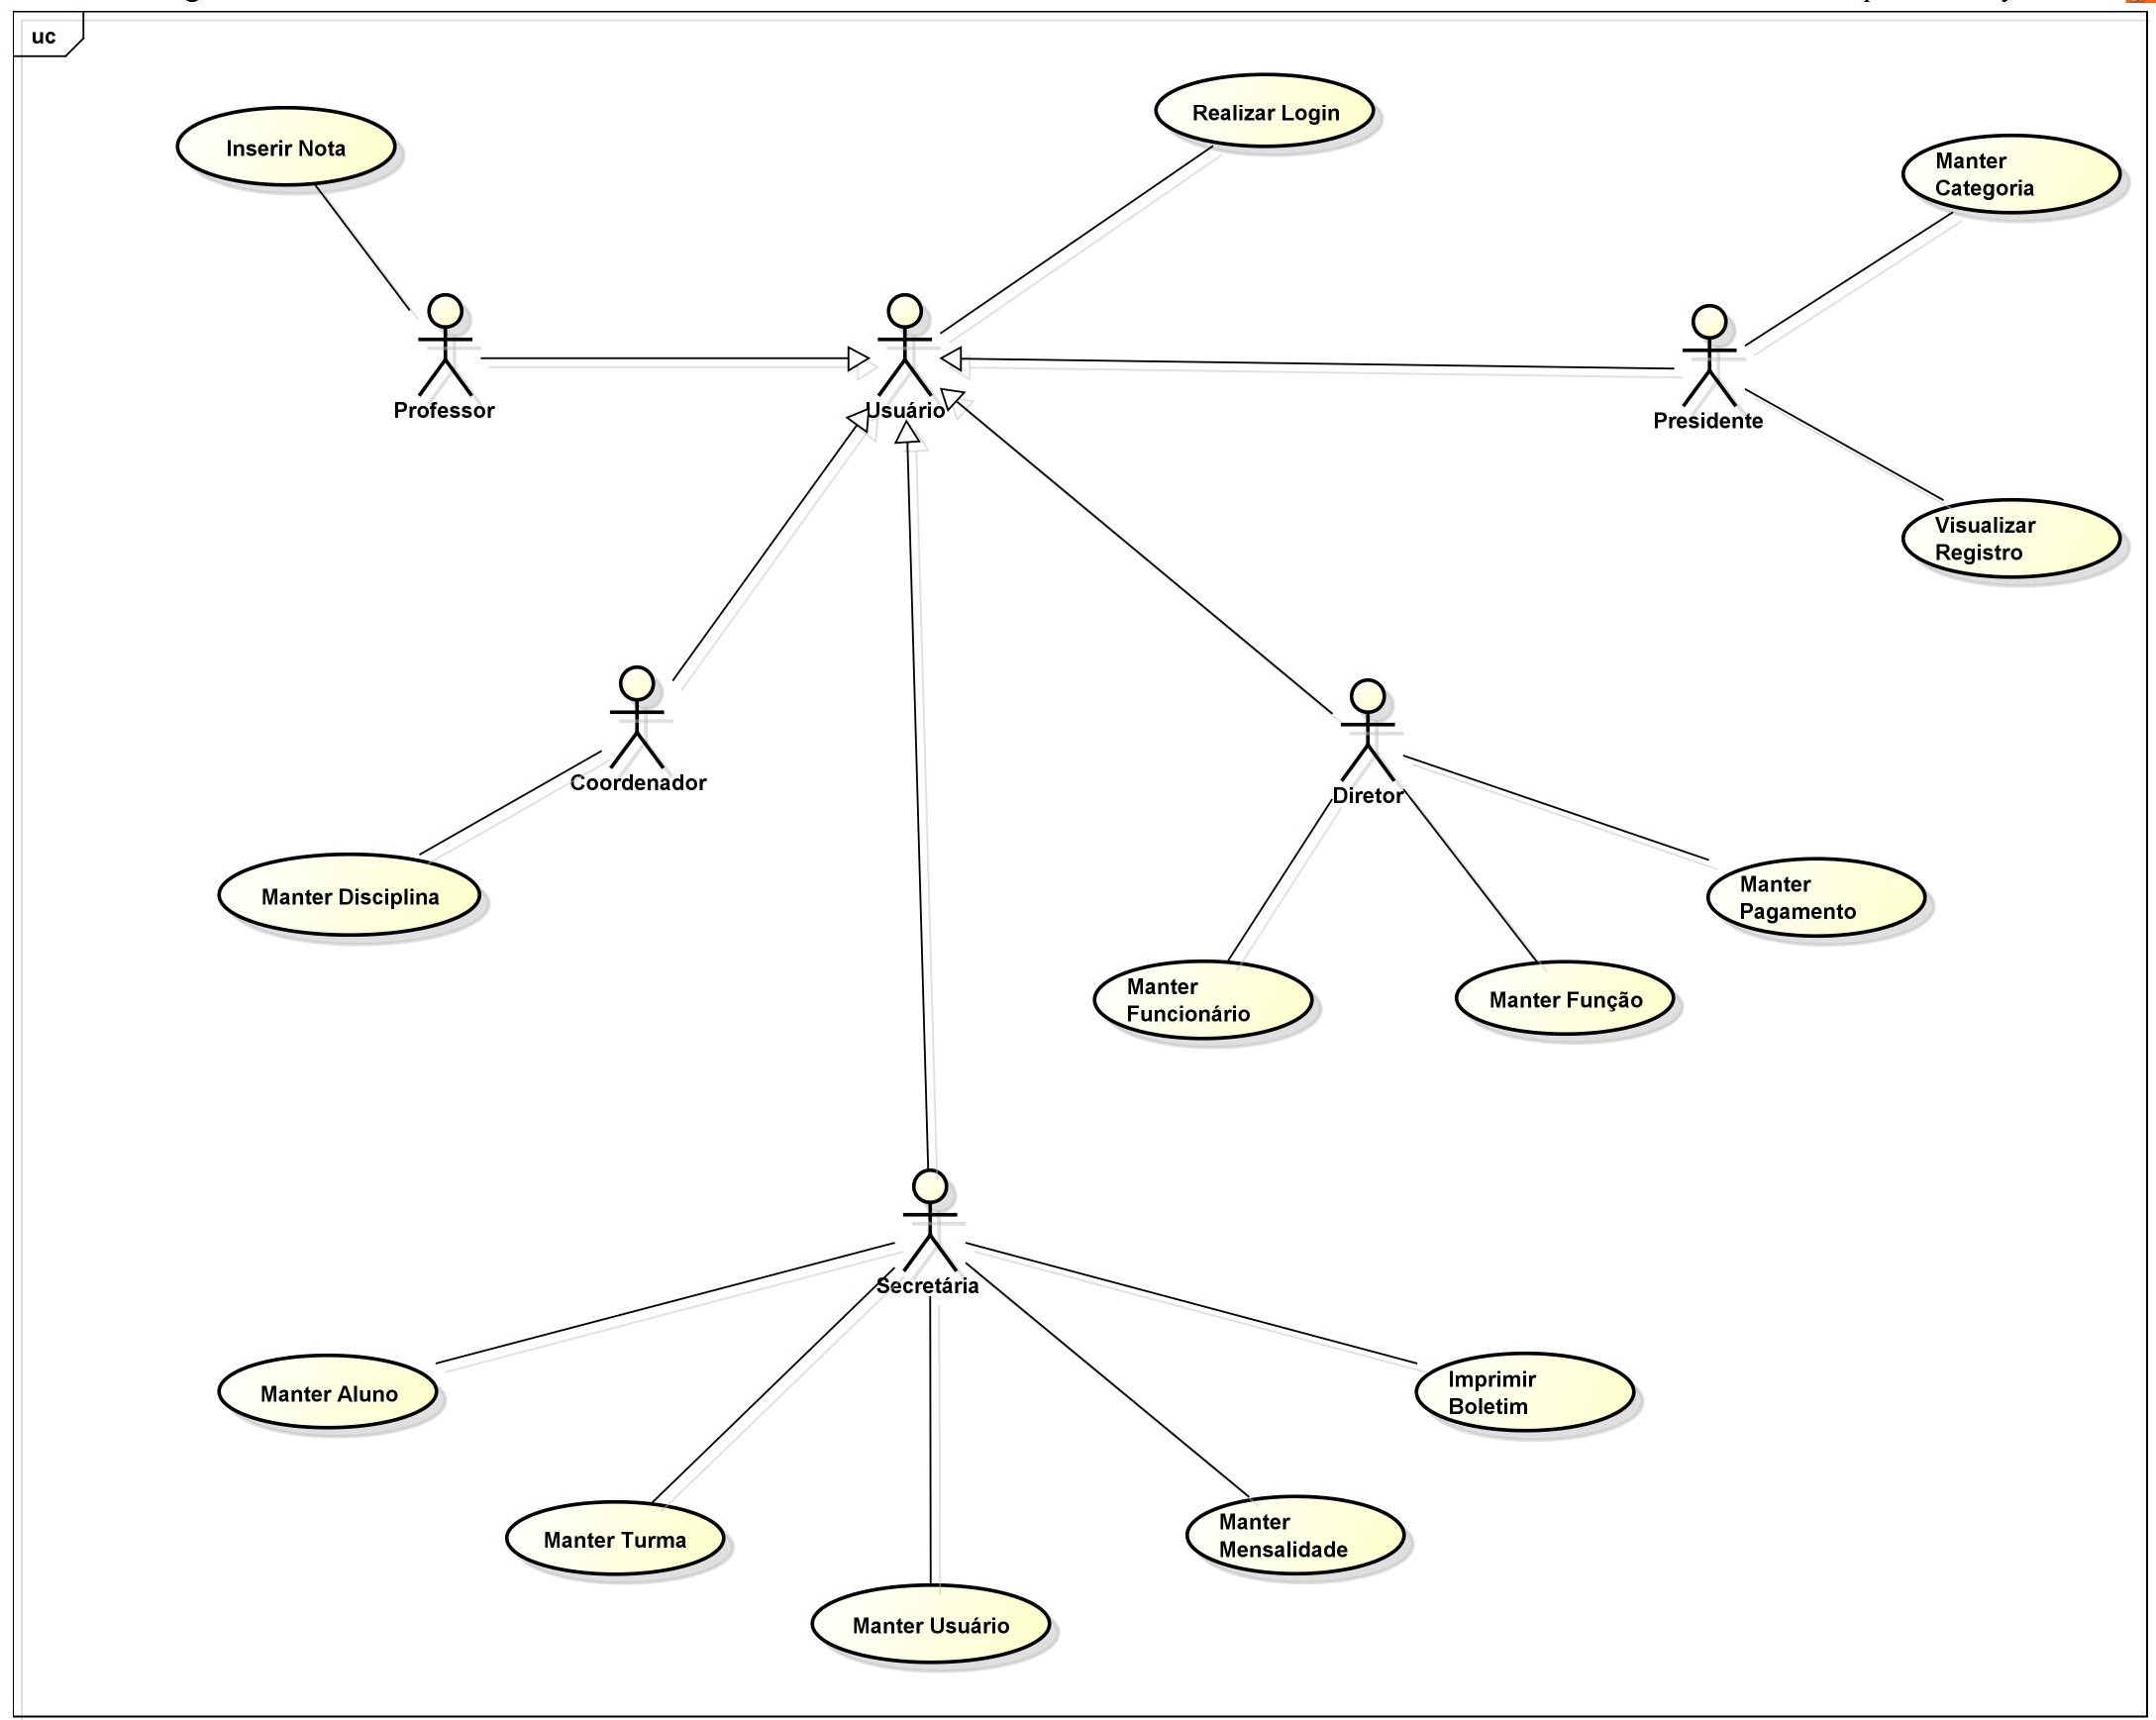 uc
Realizar Login
Inserir Nota
Manter
Categoria
Professor
Usuário
Presidente
Visualizar
Registro
Coordenador
Diretor
Manter Disciplina
Manter
Pagamento
Manter
Funcionário
Manter Função
Secretária
Manter Aluno
Imprimir
Boletim
Manter Turma
Manter
Mensalidade
Manter Usuário